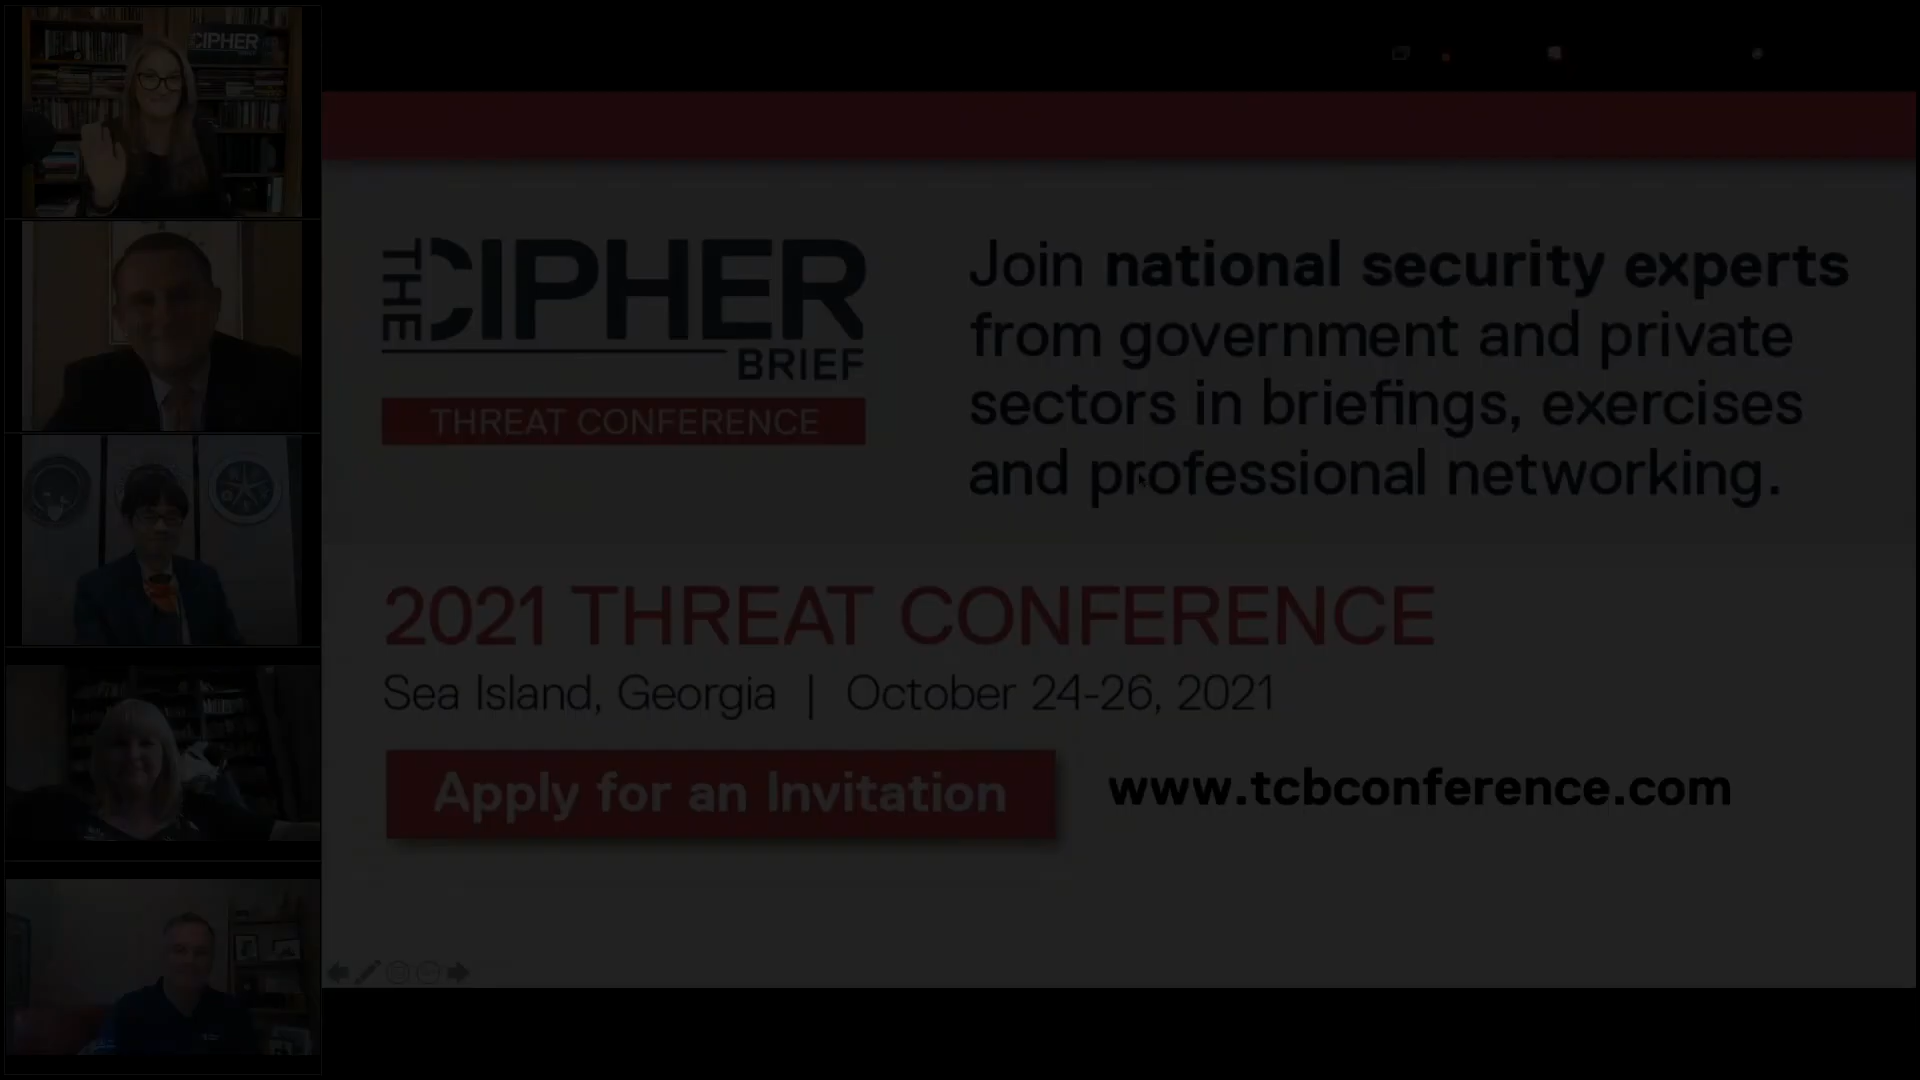 CIPHER
THE CIPHER
BRIEF
THREAT CONFERENCE
Join national security experts
from government and private
sectors in briefings, exercises
and professional networking.
2021 THREAT CONFERENCE
Sea Island, Georgia | October 24-26, 2021
Apply for an Invitation
www.tcbconference.com